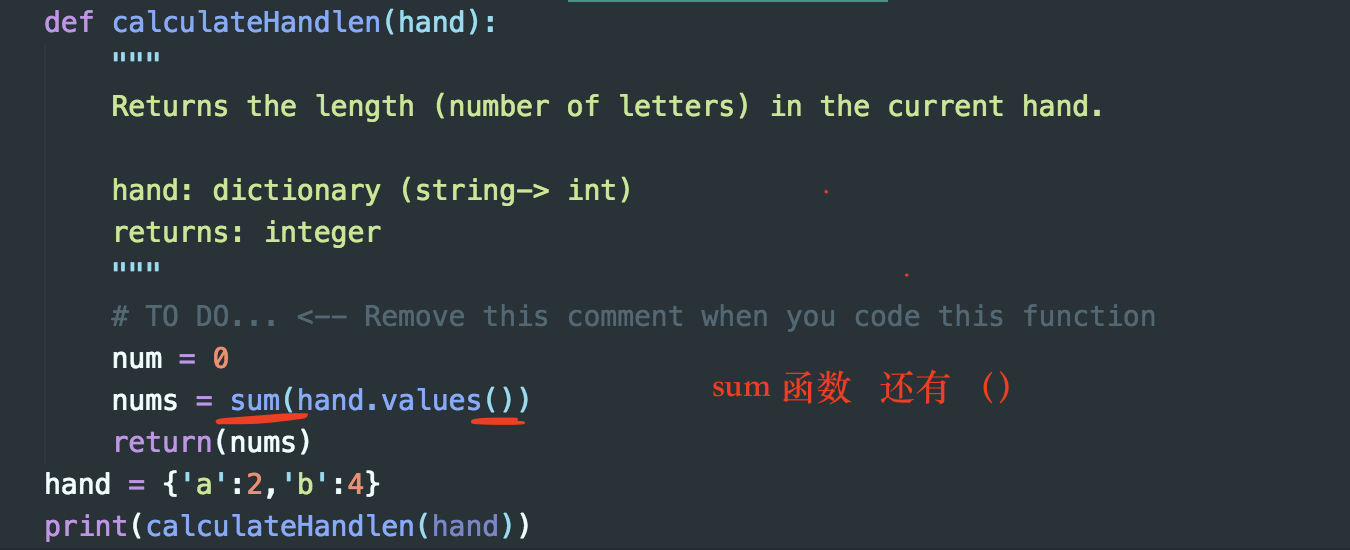 def calculateHandlen(hand):
"""
Returns the length (number of letters) in the current hand.
hand: dictionary (string-> int)
returns: integer
"""
# TO DO... <-- Remove this comment when you code this function
num = 0
nums = sum(hand.values())
sum 函数 还有 ()
return(nums)
hand = {'a':2,'b':4}
print(calculateHandlen(hand))